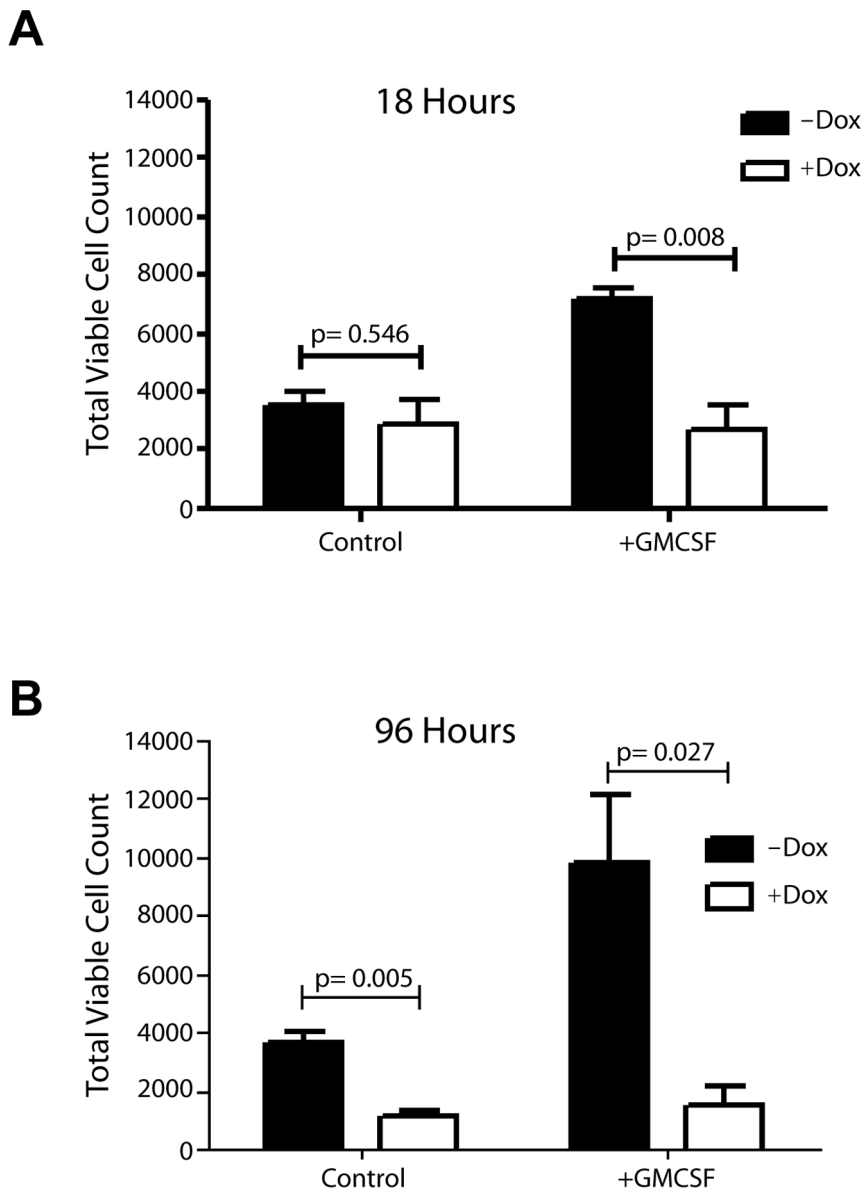 A
18 Hours
Total Viable Cell Count
14000
12000
10000
8000
6000
4000
2000
0
–Dox
+Dox
p= 0.546
p= 0.008
Control
+GMCSF
B
96 Hours
Total Viable Cell Count
14000
12000
10000
8000
6000
4000
2000
0
–Dox
+Dox
p= 0.005
p= 0.027
Control
+GMCSF